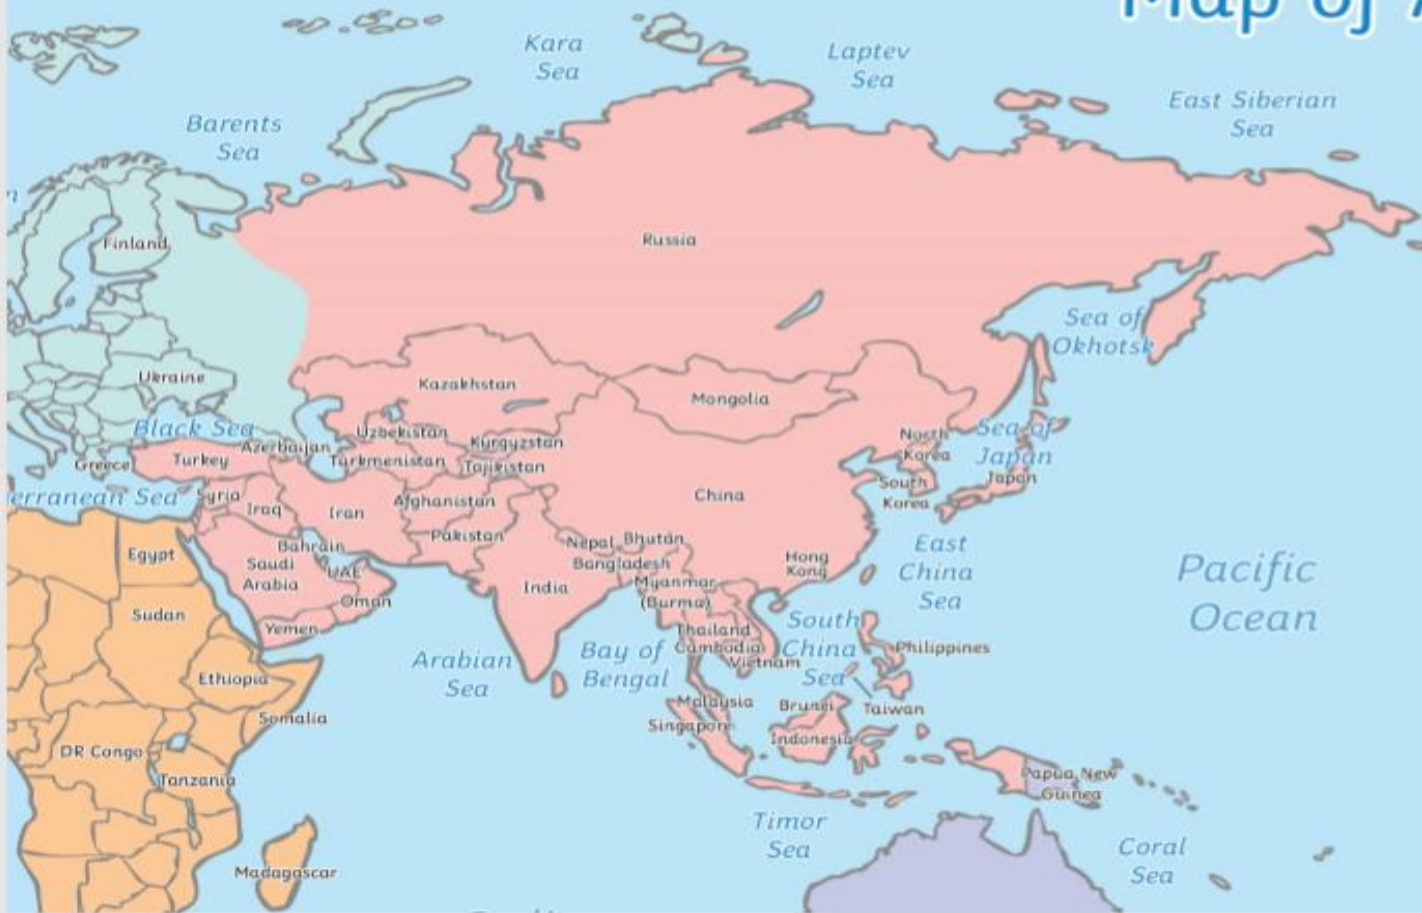 Map of
Kara
Sea
Laptev
Sea
East Siberian
Sea
Barents
Sea
Finland
Russia
Sea of
Okhotsk
Ukraine
Kazakhstan
Mongolia
Black Sea
Azerbaijan
Uzbekistan
Kyrgyzstan
North
Korea
Sea of
Japan
Greece
Turkey
Turkmenistan
Tajikistan
Japan
South
Korea
erranean Sea
Syria
Iraq
Iran
Afghanistan
China
Pakistan
Nepal
Bhutan
Egypt
Bahrain
Saudi
Arabia
UAE
Bangladesh
Hong
Kong
East
China
Sea
Pacific
Ocean
India
Myanmar
(Burma)
Oman
Sudan
Yemen
Thailand
Cambodia
Vietnam
South
China
Sea
Philippines
Arabian
Sea
Bay of
Bengal
Ethiopia
Somalia
Malaysia
Singapore
Brunei
Taiwan
Indonesia
DR Congo
Tanzania
Papua New
Guinea
Timor
Sea
Coral
Sea
Madagascar